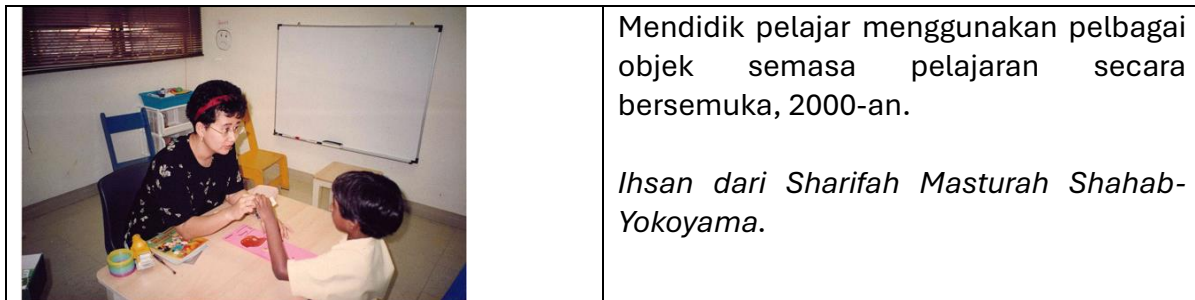 Mendidik pelajar menggunakan pelbagai
objek semasa pelajaran secara
bersemuka, 2000-an.
Ihsan dari Sharifah Masturah Shahab-
Yokoyama.